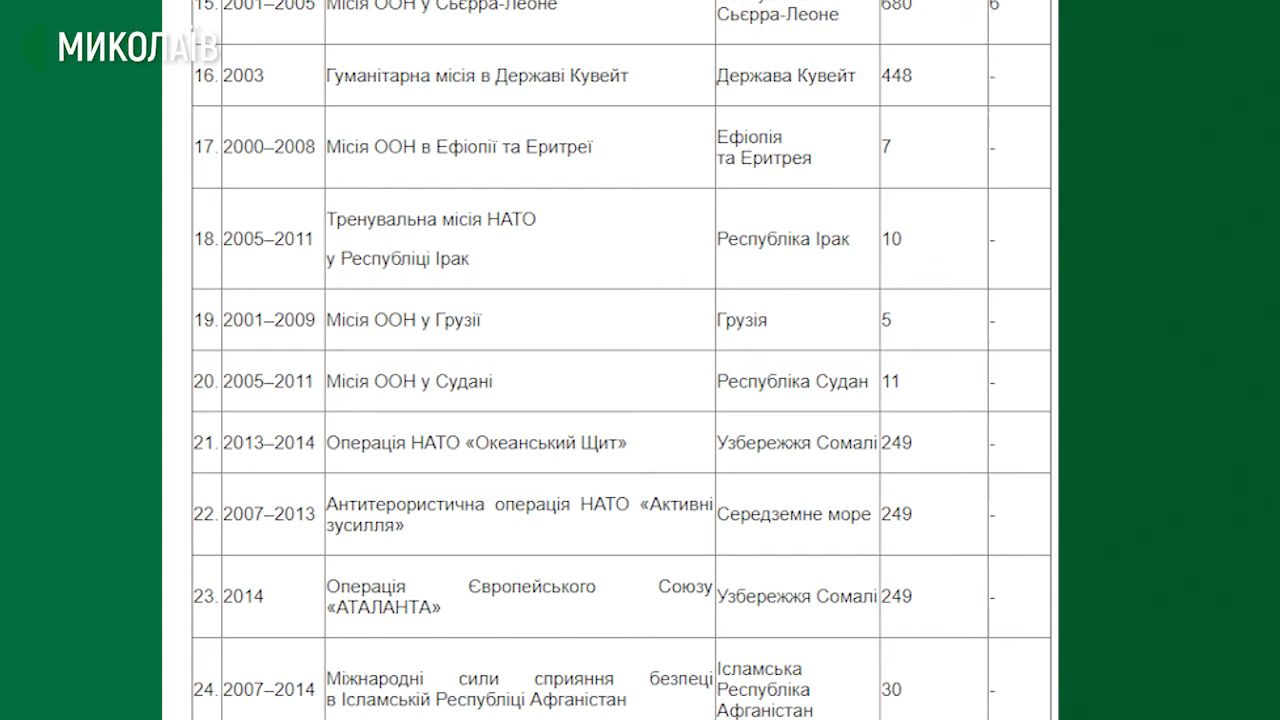 МИКОЛАЇВ
15. 2001–2005 Місія ООН у Сьєрра-Леоне 680 6
Сьєрра-Леоне
16. 2003 Гуманітарна місія в Державі Кувейт Держава Кувейт 448 -
17. 2000–2008 Місія ООН в Ефіопії та Еритреї Ефіопія
та Еритрея 7 -
18. 2005–2011 Тренувальна місія НАТО
у Республіці Ірак Республіка Ірак 10 -
19. 2001–2009 Місія ООН у Грузії Грузія 5 -
20. 2005–2011 Місія ООН у Судані Республіка Судан 11 -
21. 2013–2014 Операція НАТО «Океанський Щит» Узбережжя Сомалі 249 -
22. 2007–2013 Антитерористична операція НАТО «Активні
зусилля» Середземне море 249 -
23. 2014 Операція Європейського Союзу
«АТАЛАНТА» Узбережжя Сомалі 249 -
24. 2007–2014 Міжнародні сили сприяння безпеці
в Ісламській Республіці Афганістан Ісламська
Республіка
Афганістан 30 -